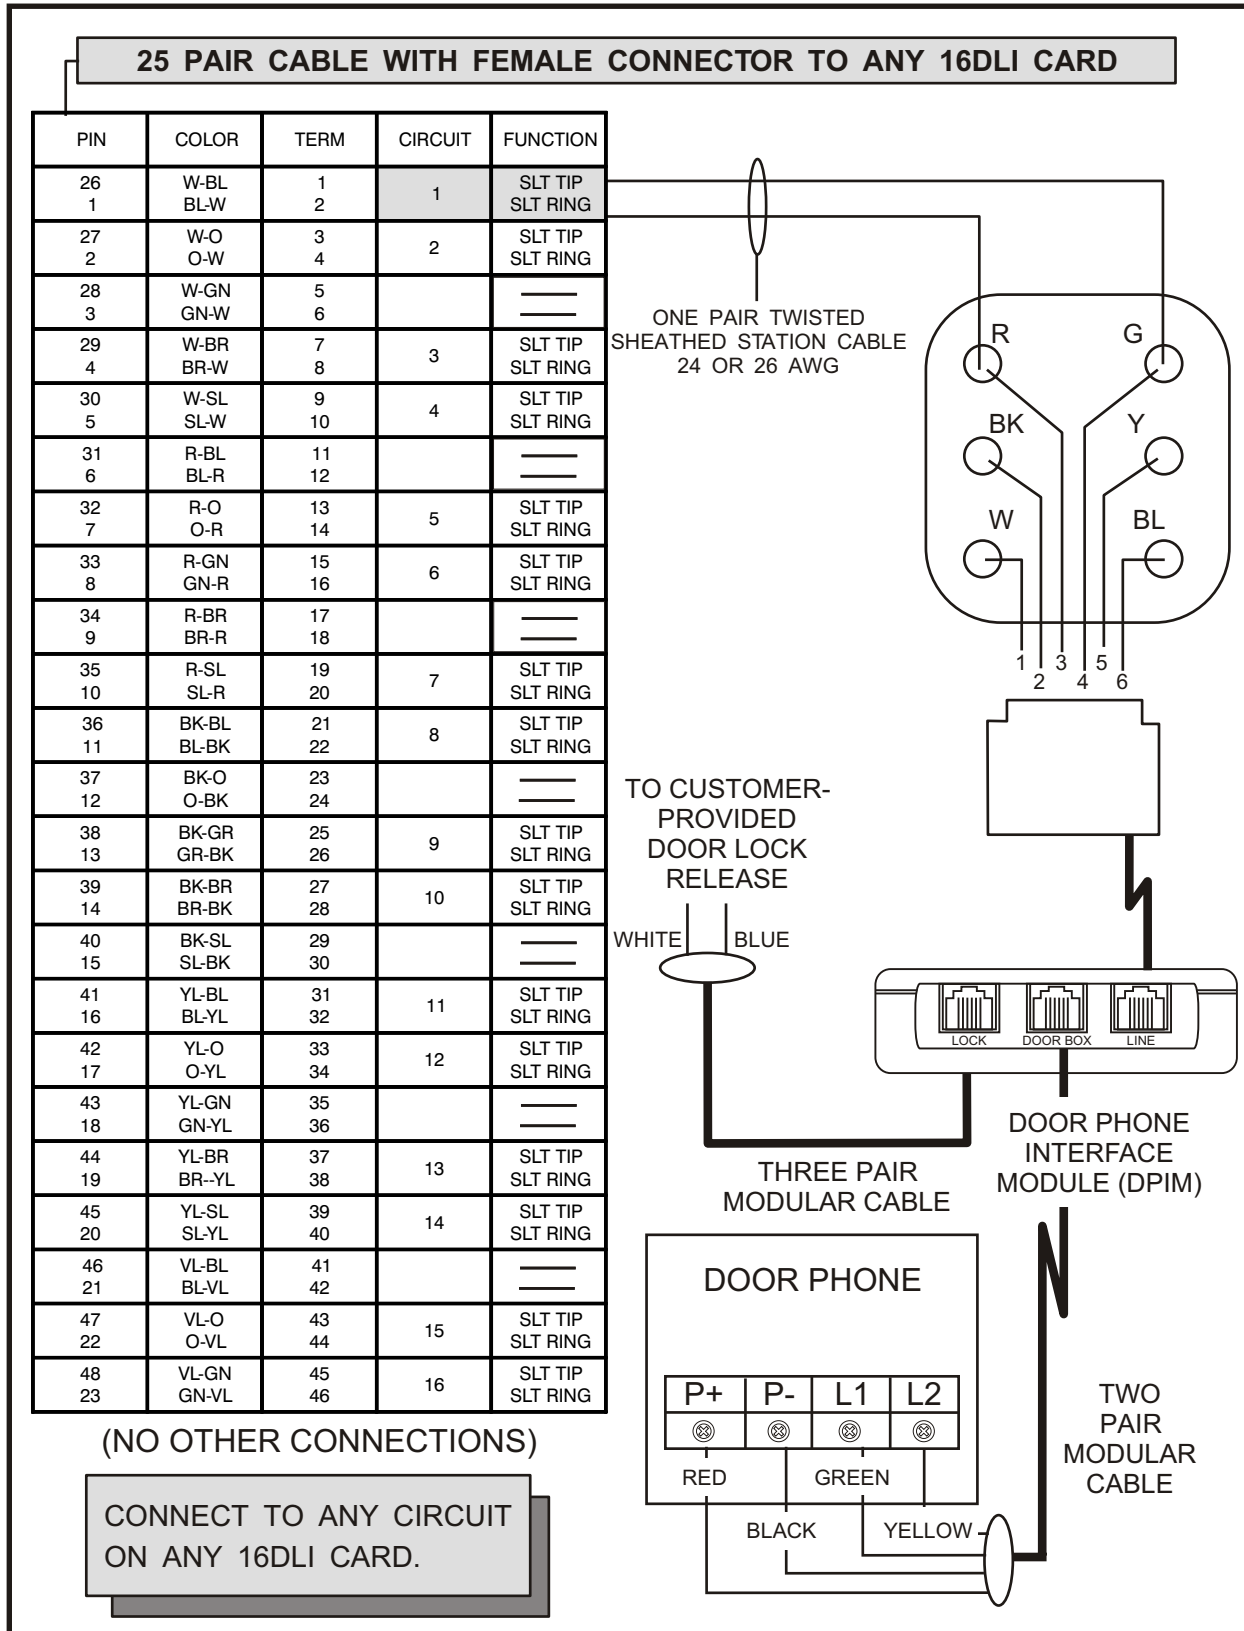 25 PAIR CABLE WITH FEMALE CONNECTOR TO ANY 16DLI CARD
PIN COLOR TERM CIRCUIT FUNCTION
26 W-BL 1 SLT TIP
1 BL-W 2 1 SLT RING
27 W-O 3 SLT TIP
2 O-W 4 2 SLT RING
28 W-GN 5
3 GN-W 6
29 W-BR 7 SLT TIP
4 BR-W 8 3 SLT RING
30 W-SL 9 SLT TIP
5 SL-W 10 4 SLT RING
31 R-BL 11
6 BL-R 12
32 R-O 13 SLT TIP
7 O-R 14 5 SLT RING
33 R-GN 15 SLT TIP
8 GN-R 16 6 SLT RING
34 R-BR 17
9 BR-R 18
35 R-SL 19 SLT TIP
10 SL-R 20 7 SLT RING
36 BK-BL 21 SLT TIP
11 BL-BK 22 8 SLT RING
37 BK-O 23
12 O-BK 24
38 BK-GR 25 SLT TIP
13 GR-BK 26 9 SLT RING
39 BK-BR 27 SLT TIP
14 BR-BK 28 10 SLT RING
40 BK-SL 29
15 SL-BK 30
41 YL-BL 31 SLT TIP
16 BL-YL 32 11 SLT RING
42 YL-O 33 SLT TIP
17 O-YL 34 12 SLT RING
43 YL-GN 35
18 GN-YL 36
44 YL-BR 37 SLT TIP
19 BR--YL 38 13 SLT RING
45 YL-SL 39 SLT TIP
20 SL-YL 40 14 SLT RING
46 VL-BL 41
21 BL-VL 42
47 VL-O 43 SLT TIP
22 O-VL 44 15 SLT RING
48 VL-GN 45 SLT TIP
23 GN-VL 46 16 SLT RING
(NO OTHER CONNECTIONS)
CONNECT TO ANY CIRCUIT
ON ANY 16DLI CARD.
ONE PAIR TWISTED
SHEATHED STATION CABLE
24 OR 26 AWG
R G
BK Y
W BL
1 2 3 4 5 6
TO CUSTOMER-
PROVIDED
DOOR LOCK
RELEASE
WHITE BLUE
LOCK DOOR BOX LINE
THREE PAIR
MODULAR CABLE
DOOR PHONE
INTERFACE
MODULE (DPIM)
DOOR PHONE
P+ P- L1 L2
RED GREEN
BLACK YELLOW
TWO
PAIR
MODULAR
CABLE